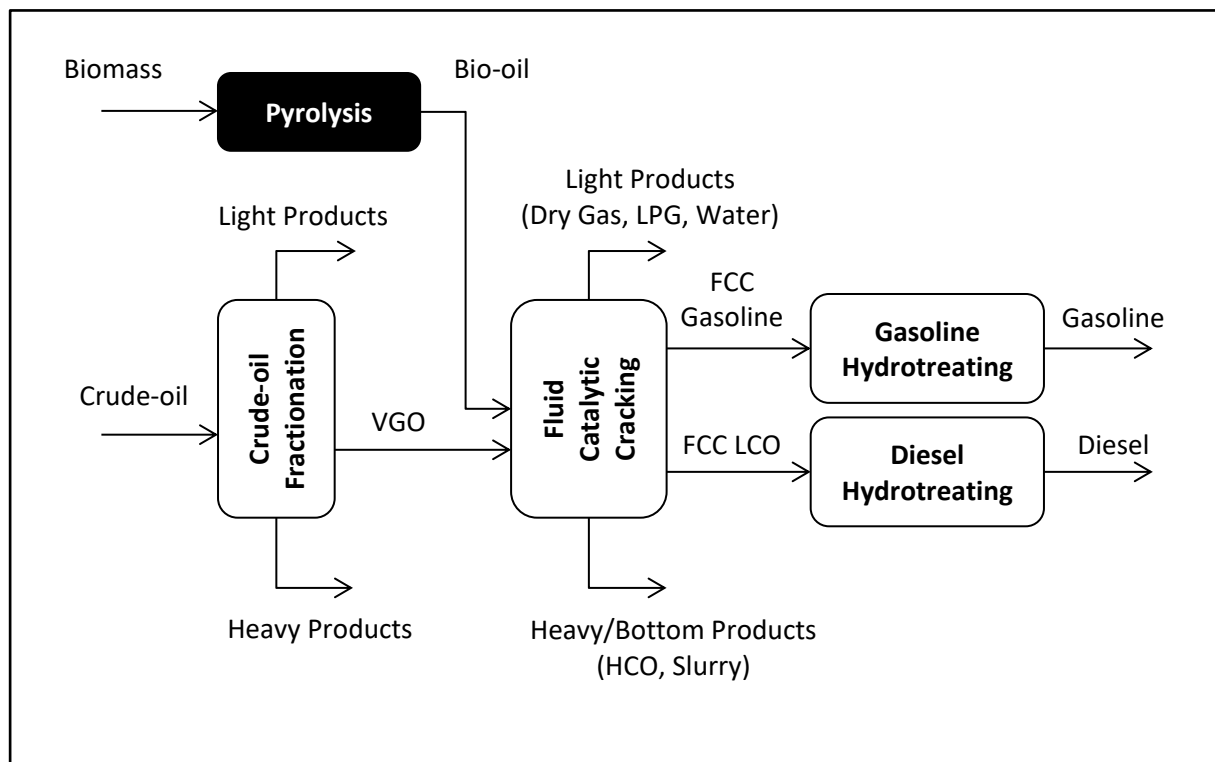 Biomass
Pyrolysis
Bio-oil
Light Products
Light Products
(Dry Gas, LPG, Water)
Crude-oil
Crude-oil
Fractionation
VGO
Fluid
Catalytic
Cracking
FCC
Gasoline
Gasoline
Hydrotreating
Gasoline
FCC LCO
Diesel
Hydrotreating
Diesel
Heavy Products
Heavy/Bottom Products
(HCO, Slurry)